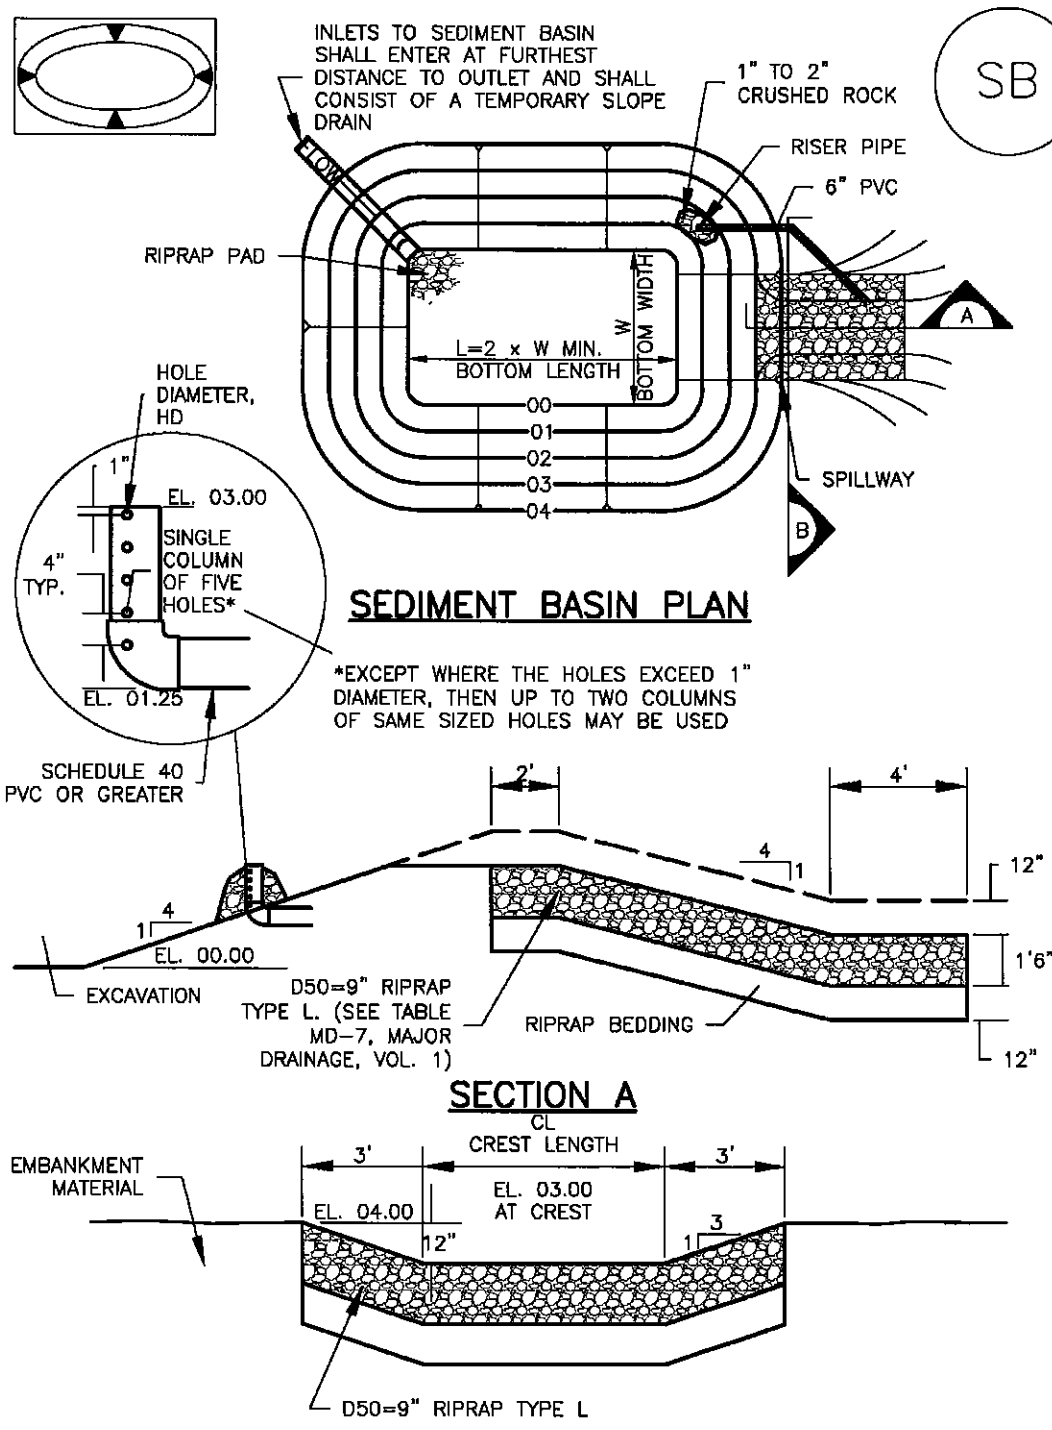 INLETS TO SEDIMENT BASIN
SHALL ENTER AT FURTHEST
DISTANCE TO OUTLET AND SHALL
CONSIST OF A TEMPORARY SLOPE
DRAIN
1" TO 2"
CRUSHED ROCK
SB
RISER PIPE
6" PVC
FLOW
RIPRAP PAD
W
BOTTOM WIDTH
L=2 x W MIN.
BOTTOM LENGTH
A
00
01
02
03
04
SPILLWAY
B
HOLE
DIAMETER,
HD
1"
EL. 03.00
4"
TYP.
SINGLE
COLUMN
OF FIVE
HOLES*
EL. 01.25
SEDIMENT BASIN PLAN
*EXCEPT WHERE THE HOLES EXCEED 1"
DIAMETER, THEN UP TO TWO COLUMNS
OF SAME SIZED HOLES MAY BE USED
SCHEDULE 40
PVC OR GREATER
2'
4'
4
1
12"
4
1
EL. 00.00
1'6"
EXCAVATION
D50=9" RIPRAP
TYPE L. (SEE TABLE
MD-7, MAJOR
DRAINAGE, VOL. 1)
RIPRAP BEDDING
12"
SECTION A
CL
CREST LENGTH
3'
3'
EMBANKMENT
MATERIAL
EL. 04.00
EL. 03.00
AT CREST
12"
3
1
D50=9" RIPRAP TYPE L